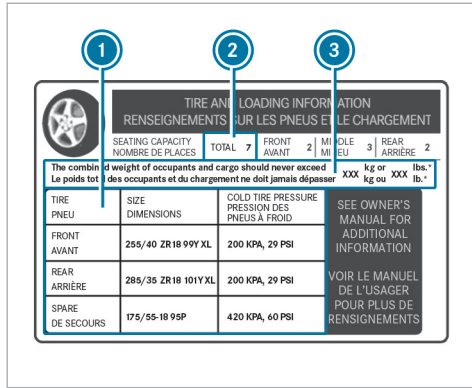 1 2 3
TIRE AND LOADING INFORMATION
RENSEIGNEMENTS SUR LES PNEUS ET LE CHARGEMENT
SEATING CAPACITY TOTAL 7 FRONT 2 MIDDLE 3 REAR 2
NOMBRE DE PLACES AVANT MILIEU ARRIÈRE
The combined weight of occupants and cargo should never exceed XXX kg or XXX lbs.*
Le poids total des occupants et du chargement ne doit jamais dépasser kg ou lb.*
TIRE SIZE COLD TIRE PRESSURE
PNEU DIMENSIONS PRESSION DES
PNEUS À FROID
FRONT
AVANT 255/40 ZR18 99Y XL 200 KPA, 29 PSI
REAR
ARRIÈRE 285/35 ZR18 101Y XL 200 KPA, 29 PSI
SPARE
DE SECOURS 175/55-18 95P 420 KPA, 60 PSI
SEE OWNER'S
MANUAL FOR
ADDITIONAL
INFORMATION
VOIR LE MANUEL
DE L'USAGER
POUR PLUS DE
RENSIGNEMENTS